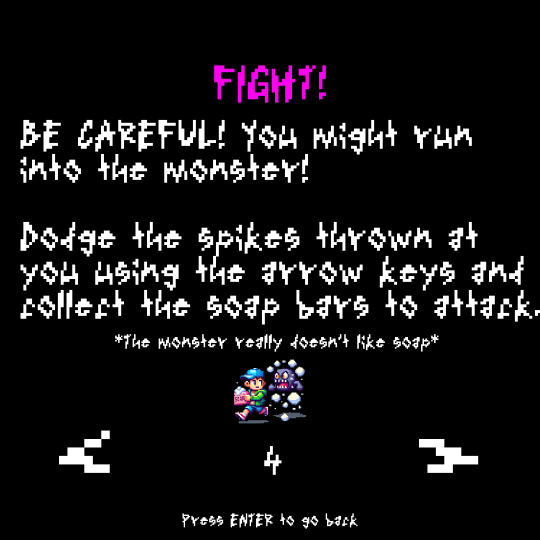 FIGHT!
BE CAREFUL! You might run
into the monster!
Dodge the spikes thrown at
you using the arrow keys and
collect the soap bars to attack.
*The monster really doesn't like soap*
SOAP
4
Press ENTER to go back